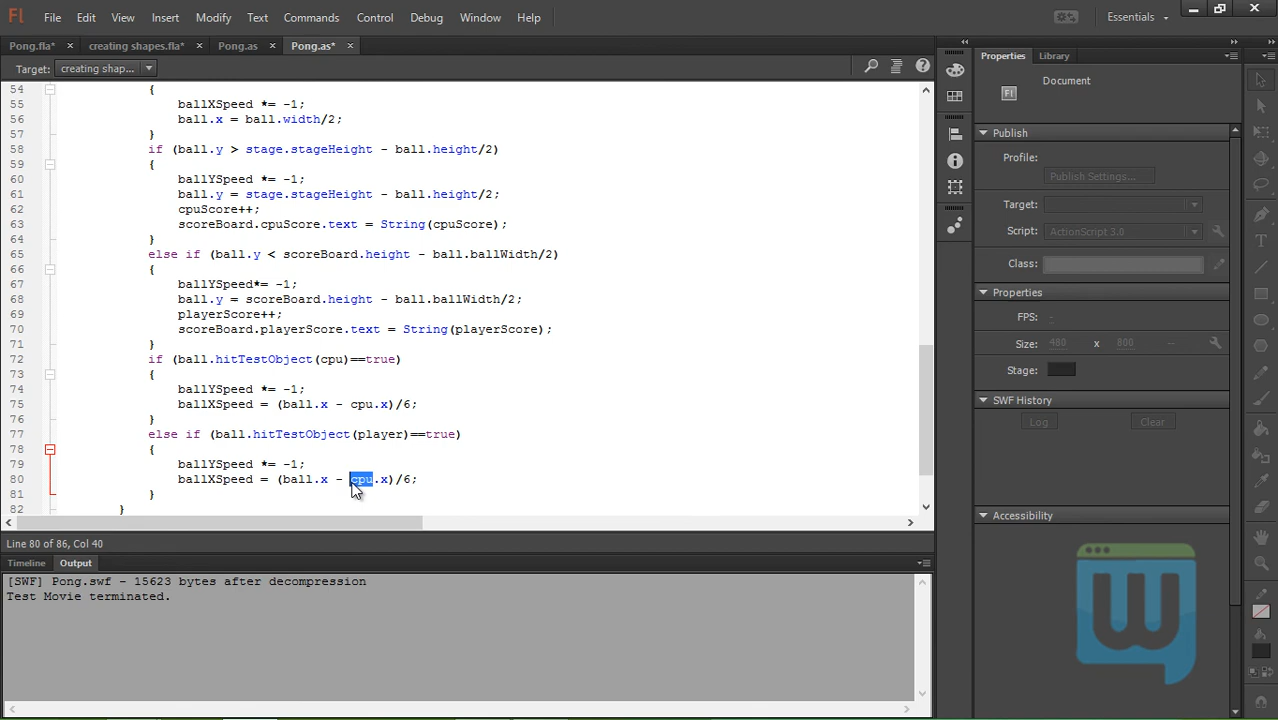 Fl File Edit View Insert Modify Text Commands Control Debug Window Help Essentials
Pong.fla* × creating shapes.fla* × Pong.as × Pong.as* ×
Target: creating shap...
54 {
55 ballXSpeed *= -1;
56 ball.x = ball.width/2;
57 }
58 if (ball.y > stage.stageHeight - ball.height/2)
59 {
60 ballYSpeed *= -1;
61 ball.y = stage.stageHeight - ball.height/2;
62 cpuScore++;
63 scoreBoard.cpuScore.text = String(cpuScore);
64 }
65 else if (ball.y < scoreBoard.height - ball.ballWidth/2)
66 {
67 ballYSpeed*= -1;
68 ball.y = scoreBoard.height - ball.ballWidth/2;
69 playerScore++;
70 scoreBoard.playerScore.text = String(playerScore);
71 }
72 if (ball.hitTestObject(cpu)==true)
73 {
74 ballYSpeed *= -1;
75 ballXSpeed = (ball.x - cpu.x)/6;
76 }
77 else if (ball.hitTestObject(player)==true)
78 {
79 ballYSpeed *= -1;
80 ballXSpeed = (ball.x - cpu.x)/6;
81 }
82 }
Line 80 of 86, Col 40
Timeline Output
[SWF] Pong.swf - 15623 bytes after decompression
Test Movie terminated.
Properties Library
Fl Document
Publish
Profile:
Publish Settings...
Target:
Script: ActionScript 3.0
Class:
Properties
FPS: -
Size: 480 x 800 --
Stage:
SWF History
Log Clear
Accessibility
W